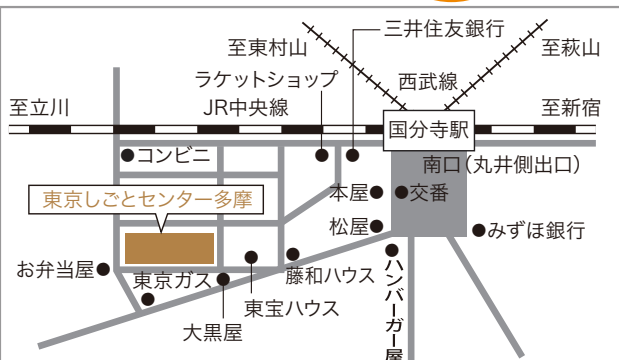 三井住友銀行
至東村山
至萩山
ラケットショップ
西武線
至立川
JR中央線
至新宿
国分寺駅
コンビニ
南口(丸井側出口)
本屋
交番
東京しごとセンター多摩
松屋
みずほ銀行
お弁当屋
東京ガス
藤和ハウス
ハンバーガー屋
東宝ハウス
大黒屋